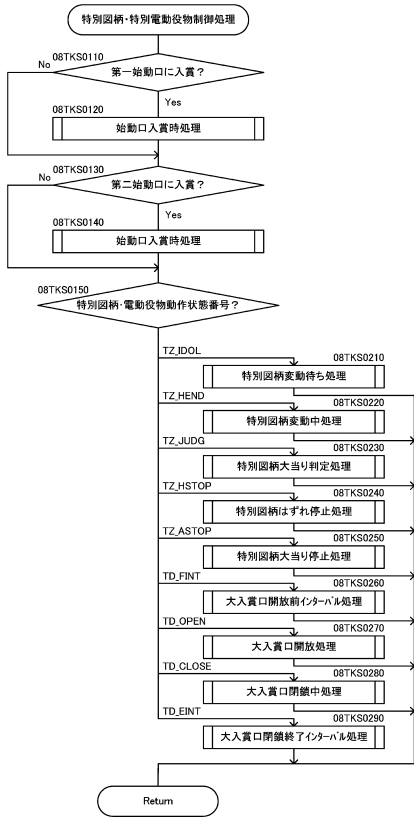 特別図柄・特別電動役物制御処理
08TKS0110
No
第一始動口に入賞？
Yes
08TKS0120
始動口入賞時処理
08TKS0130
No
第二始動口に入賞？
Yes
08TKS0140
始動口入賞時処理
08TKS0150
特別図柄・電動役物動作状態番号？
TZ_IDOL
08TKS0210
特別図柄変動待ち処理
TZ_HEND
08TKS0220
特別図柄変動中処理
TZ_JUDG
08TKS0230
特別図柄大当り判定処理
TZ_HSTOP
08TKS0240
特別図柄はずれ停止処理
TZ_ASTOP
08TKS0250
特別図柄大当り停止処理
TD_FINT
08TKS0260
大入賞口開放前ｲﾝﾀｰﾊﾞﾙ処理
TD_OPEN
08TKS0270
大入賞口開放処理
TD_CLOSE
08TKS0280
大入賞口閉鎖中処理
TD_EINT
08TKS0290
大入賞口閉鎖終了ｲﾝﾀｰﾊﾞﾙ処理
Return